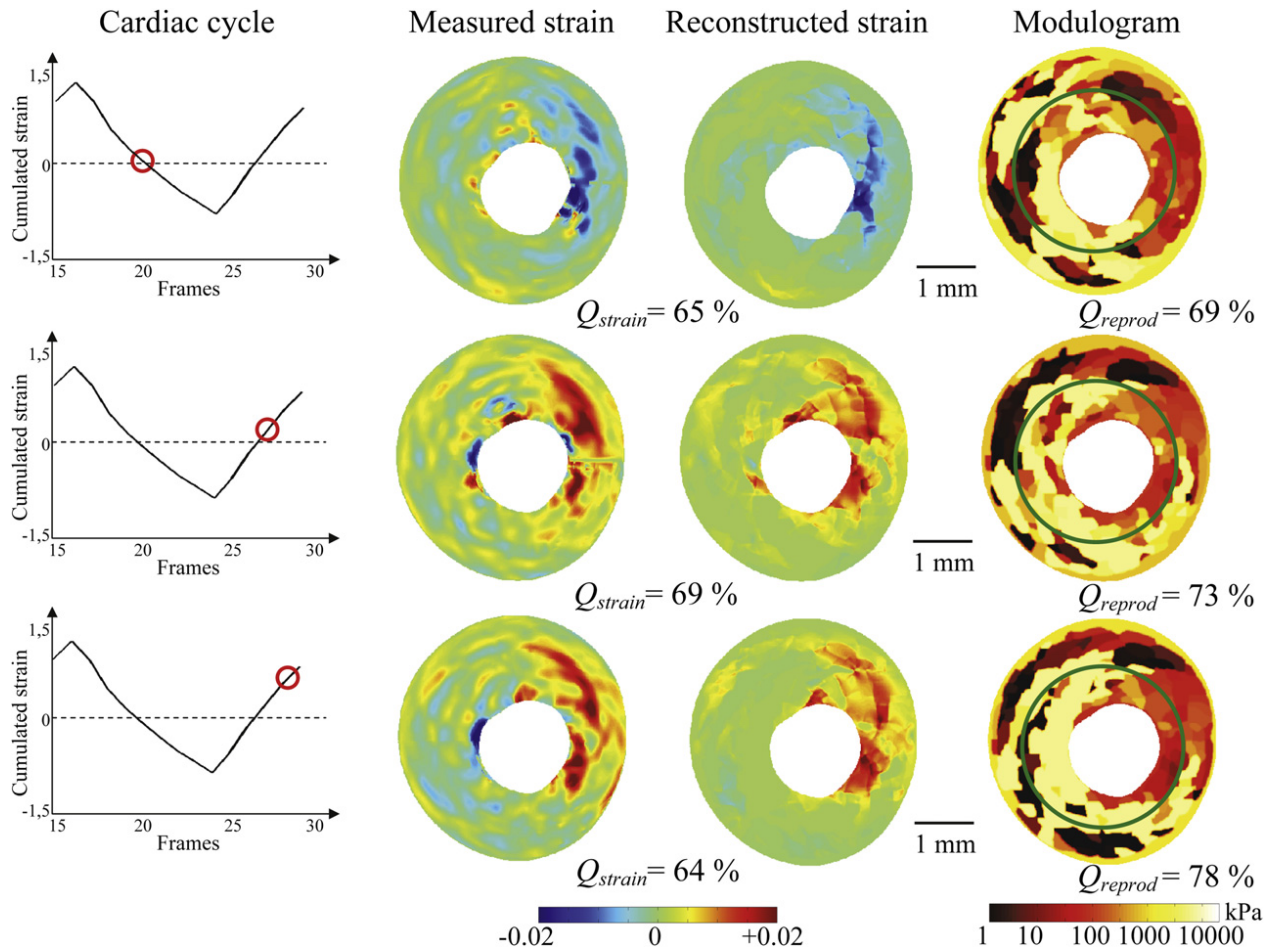 Cardiac cycle Measured strain Reconstructed strain Modulogram
Cumulated strain
1,5
0
-1,5
15 20 25 30
Frames
1 mm
Qstrain= 65 %
Qreprod = 69 %
Cumulated strain
1,5
0
-1,5
15 20 25 30
Frames
1 mm
Qstrain= 69 %
Qreprod = 73 %
Cumulated strain
1,5
0
-1,5
15 20 25 30
Frames
1 mm
Qstrain= 64 %
Qreprod = 78 %
-0.02 0 +0.02
kPa
1 10 100 1000 10000